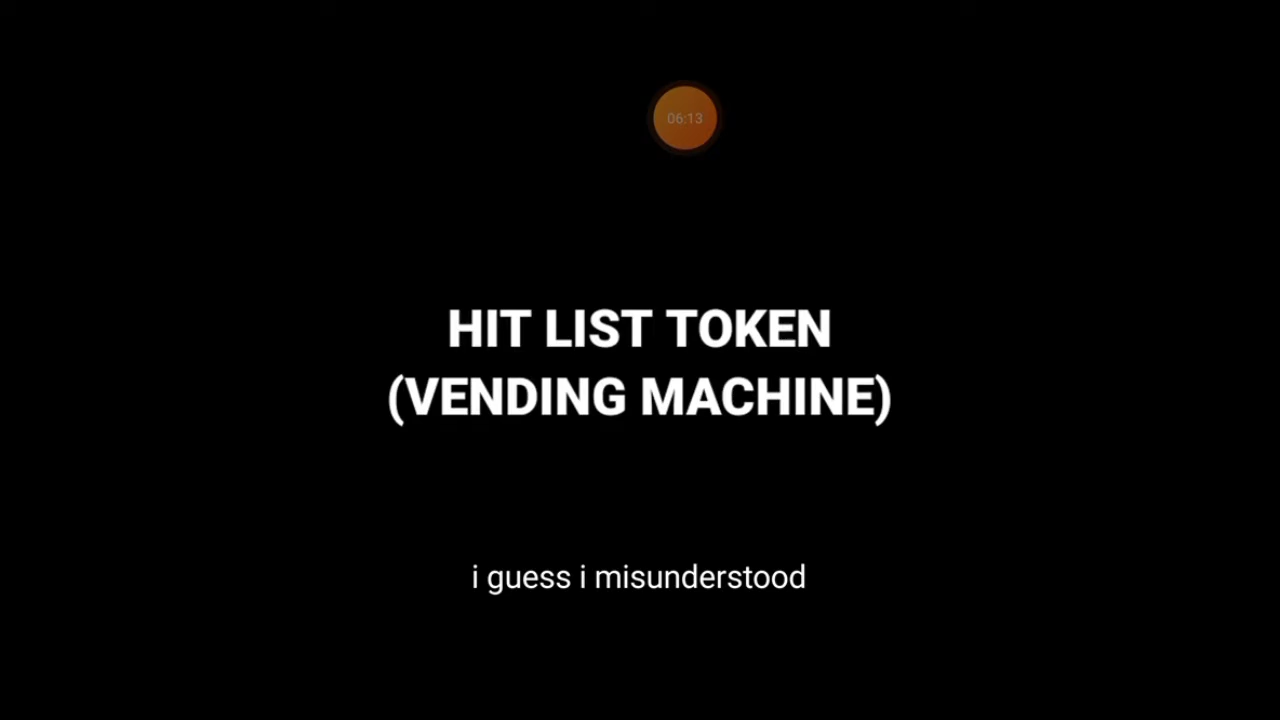 06:13
HIT LIST TOKEN
(VENDING MACHINE)
i guess i misunderstood